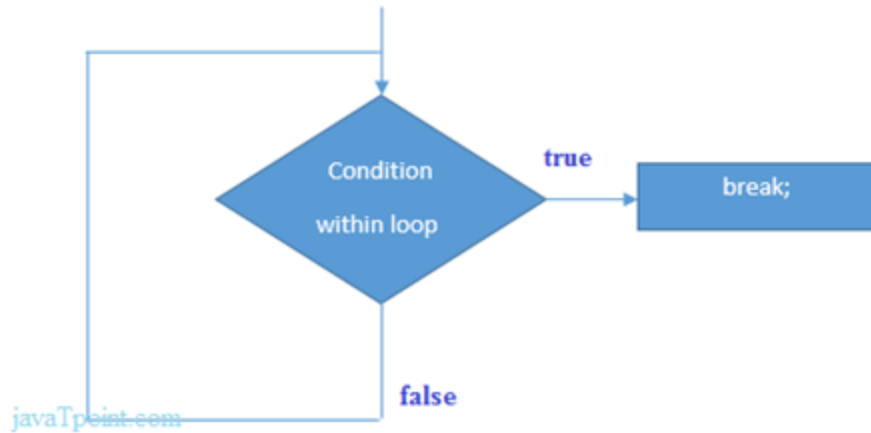 Condition
within loop
true
break;
false
javaTpoint.com